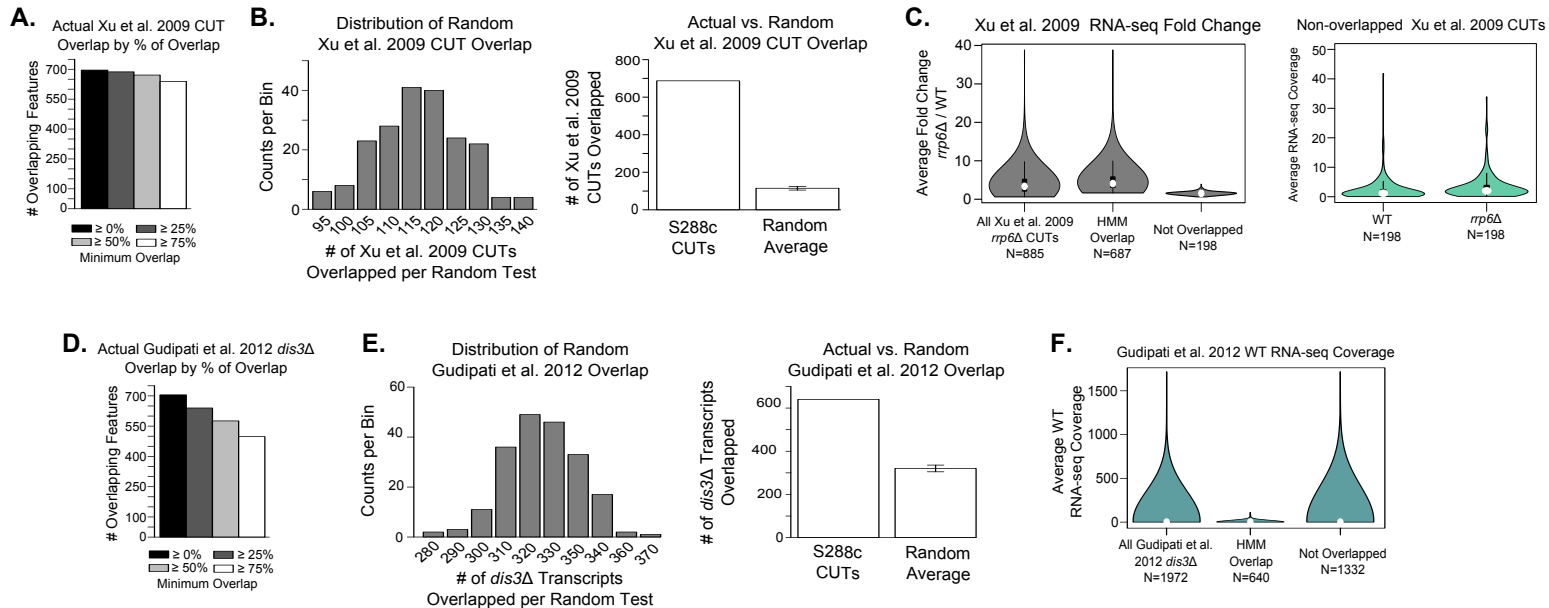 A.
Actual Xu et al. 2009 CUT
Overlap by % of Overlap
# Overlapping Features
700
550
400
250
100
0
≥ 0%
≥ 25%
≥ 50%
≥ 75%
Minimum Overlap
B.
Distribution of Random
Xu et al. 2009 CUT Overlap
Counts per Bin
40
20
0
95
100
105
110
115
120
125
130
135
140
# of Xu et al. 2009 CUTs
Overlapped per Random Test
Actual vs. Random
Xu et al. 2009 CUT Overlap
# of Xu et al. 2009
CUTs Overlapped
800
600
400
200
0
S288c
CUTs
Random
Average
C.
Xu et al. 2009 RNA-seq Fold Change
Average Fold Change
rrp6Δ / WT
40
30
20
10
0
All Xu et al. 2009
rrp6Δ CUTs
N=885
HMM
Overlap
N=687
Not Overlapped
N=198
Non-overlapped Xu et al. 2009 CUTs
Average RNA-seq Coverage
50
40
30
20
10
0
WT
N=198
rrp6Δ
N=198
D.
Actual Gudipati et al. 2012 dis3Δ
Overlap by % of Overlap
# Overlapping Features
700
550
400
250
100
0
≥ 0%
≥ 25%
≥ 50%
≥ 75%
Minimum Overlap
E.
Distribution of Random
Gudipati et al. 2012 Overlap
Counts per Bin
60
40
20
0
280
290
300
310
320
330
350
340
360
370
# of dis3Δ Transcripts
Overlapped per Random Test
Actual vs. Random
Gudipati et al. 2012 Overlap
# of dis3Δ Transcripts
Overlapped
600
400
200
0
S288c
CUTs
Random
Average
F.
Gudipati et al. 2012 WT RNA-seq Coverage
Average WT
RNA-seq Coverage
1500
1000
500
0
All Gudipati et al.
2012 dis3Δ
N=1972
HMM
Overlap
N=640
Not Overlapped
N=1332